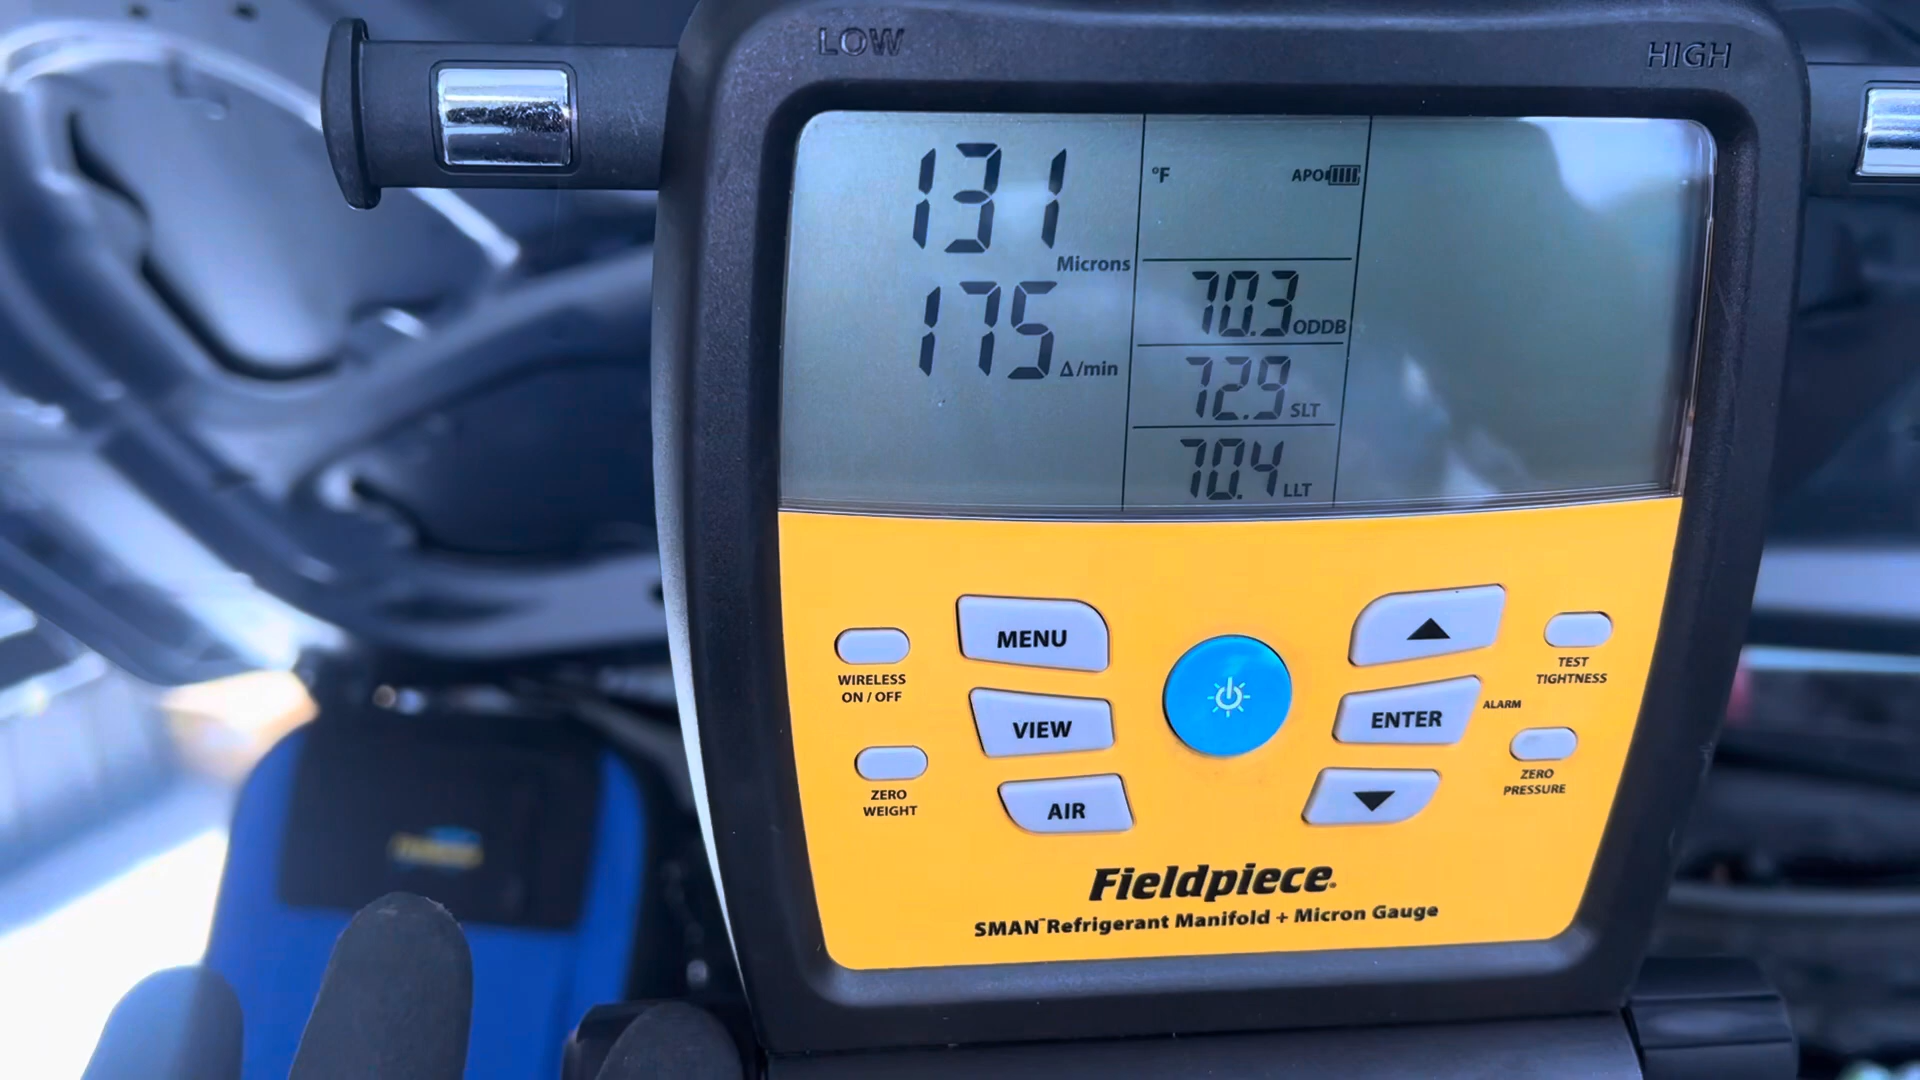 LOW
HIGH
131
Microns
175
Δ/min
°F
APO
70.3 ODDB
72.9 SLT
70.4 LLT
MENU
VIEW
AIR
WIRELESS
ON / OFF
ZERO
WEIGHT
ENTER
ALARM
TEST
TIGHTNESS
ZERO
PRESSURE
Fieldpiece
SMAN™ Refrigerant Manifold + Micron Gauge